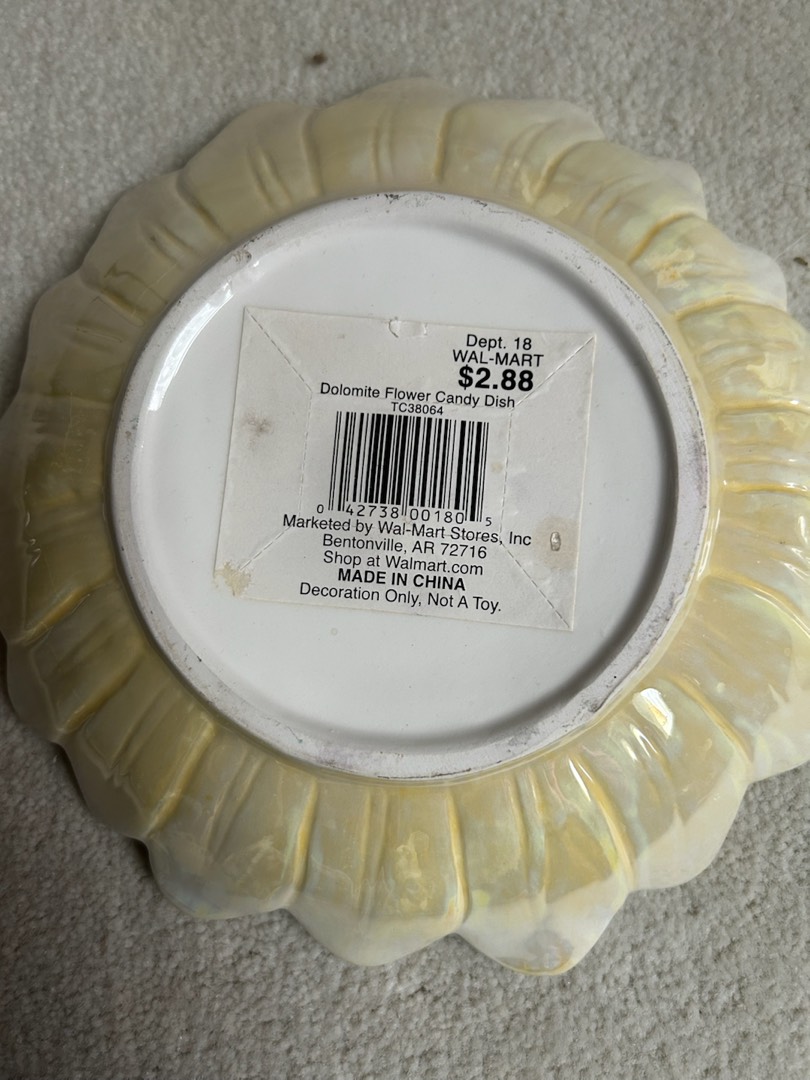 Dept. 18
WAL-MART
$2.88
Dolomite Flower Candy Dish
TC38064
0 42738 00180 5
Marketed by Wal-Mart Stores, Inc
Bentonville, AR 72716
Shop at Walmart.com
MADE IN CHINA
Decoration Only, Not A Toy.